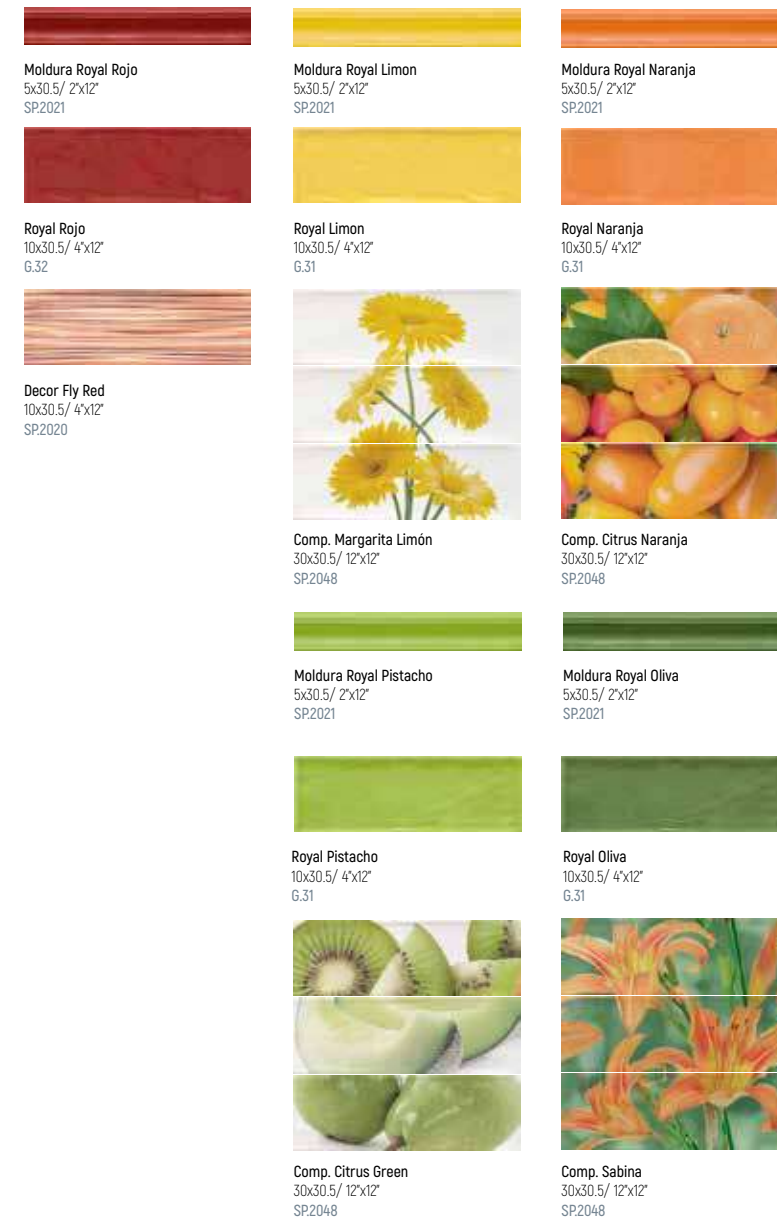 Moldura Royal Rojo
5x30.5/ 2"x12"
SP.2021
Moldura Royal Limon
5x30.5/ 2"x12"
SP.2021
Moldura Royal Naranja
5x30.5/ 2"x12"
SP.2021
Royal Rojo
10x30.5/ 4"x12"
G.32
Royal Limon
10x30.5/ 4"x12"
G.31
Royal Naranja
10x30.5/ 4"x12"
G.31
Decor Fly Red
10x30.5/ 4"x12"
SP.2020
Comp. Margarita Limón
30x30.5/ 12"x12"
SP.2048
Comp. Citrus Naranja
30x30.5/ 12"x12"
SP.2048
Moldura Royal Pistacho
5x30.5/ 2"x12"
SP.2021
Moldura Royal Oliva
5x30.5/ 2"x12"
SP.2021
Royal Pistacho
10x30.5/ 4"x12"
G.31
Royal Oliva
10x30.5/ 4"x12"
G.31
Comp. Citrus Green
30x30.5/ 12"x12"
SP.2048
Comp. Sabina
30x30.5/ 12"x12"
SP.2048